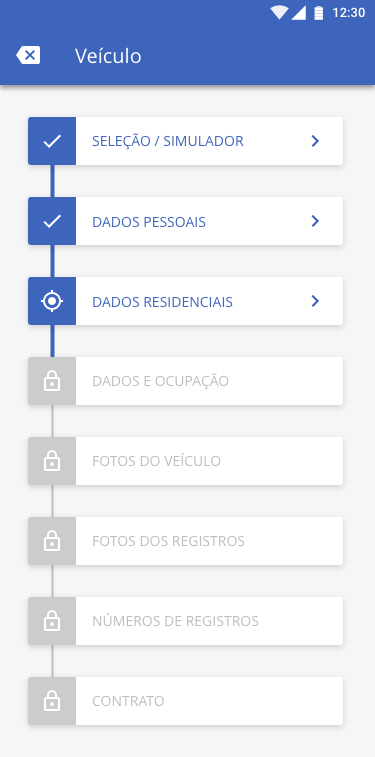 12:30
Veículo
SELEÇÃO / SIMULADOR
DADOS PESSOAIS
DADOS RESIDENCIAIS
DADOS E OCUPAÇÃO
FOTOS DO VEÍCULO
FOTOS DOS REGISTROS
NÚMEROS DE REGISTROS
CONTRATO